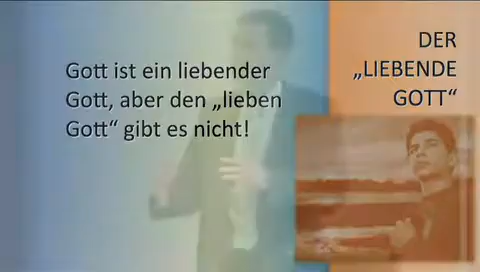 Gott ist ein liebender
Gott, aber den „lieben
Gott“ gibt es nicht!
DER
„LIEBENDE
GOTT“